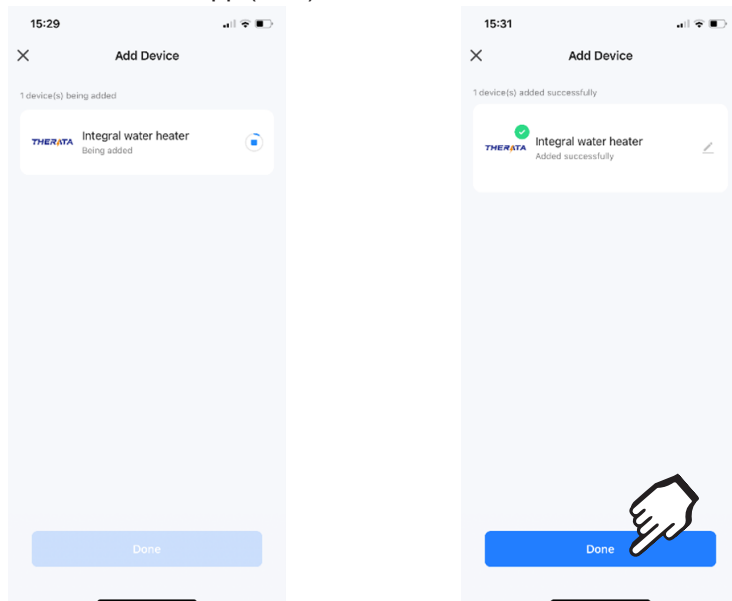 15:29
Add Device
1 device(s) being added
THERATA
Integral water heater
Being added
Done
15:31
Add Device
1 device(s) added successfully
THERATA
Integral water heater
Added successfully
Done